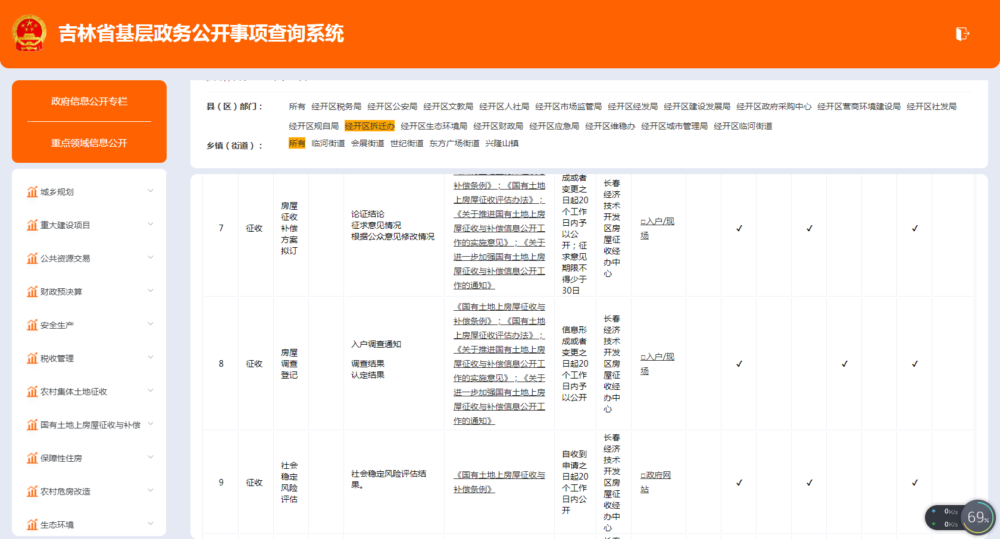 吉林省基层政务公开事项查询系统
政府信息公开专栏
重点领域信息公开
城乡规划
重大建设项目
公共资源交易
财政预决算
安全生产
税收管理
农村集体土地征收
国有土地上房屋征收与补偿
保障性住房
农村危房改造
生态环境
县（区）部门： 所有 经开区税务局 经开区公安局 经开区文教局 经开区人社局 经开区市场监管局 经开区经发局 经开区建设发展局 经开区政府采购中心 经开区营商环境建设局 经开区社发局
经开区规自局 经开区拆迁办 经开区生态环境局 经开区财政局 经开区应急局 经开区维稳办 经开区城市管理局 经开区临河街道
乡镇（街道）： 所有 临河街道 会展街道 世纪街道 东方广场街道 兴隆山镇
7
征收
房屋
征收
补偿
方案
拟订
论证结论
征求意见情况
根据公众意见修改情况
补偿条例》；《国有土地
上房屋征收评估办法》；
《关于推进国有土地上房
屋征收与补偿信息公开工
作的实施意见》；《关于
进一步加强国有土地上房
屋征收与补偿信息公开工
作的通知》
成或者
变更之
日起20
个工作
日内予
以公
开；征
求意见
期限不
得少于
30日
长春
经济
技术
开发
区房
屋征
收经
办中
心
□入户/现
场
✓ ✓ ✓
8
征收
房屋
调查
登记
入户调查通知
调查结果
认定结果
《国有土地上房屋征收与
补偿条例》；《国有土地
上房屋征收评估办法》；
《关于推进国有土地上房
屋征收与补偿信息公开工
作的实施意见》；《关于
进一步加强国有土地上房
屋征收与补偿信息公开工
作的通知》
信息形
成或者
变更之
日起20
个工作
日内予
以公开
长春
经济
技术
开发
区房
屋征
收经
办中
心
□入户/现
场
✓ ✓ ✓
9
征收
社会
稳定
风险
评估
社会稳定风险评估结
果。
《国有土地上房屋征收与
补偿条例》
自收到
申请之
日起20
个工作
日内公
开
长春
经济
技术
开发
区房
屋征
收经
办中
心
□政府网
站
✓ ✓ ✓
0K/s
0K/s
69%